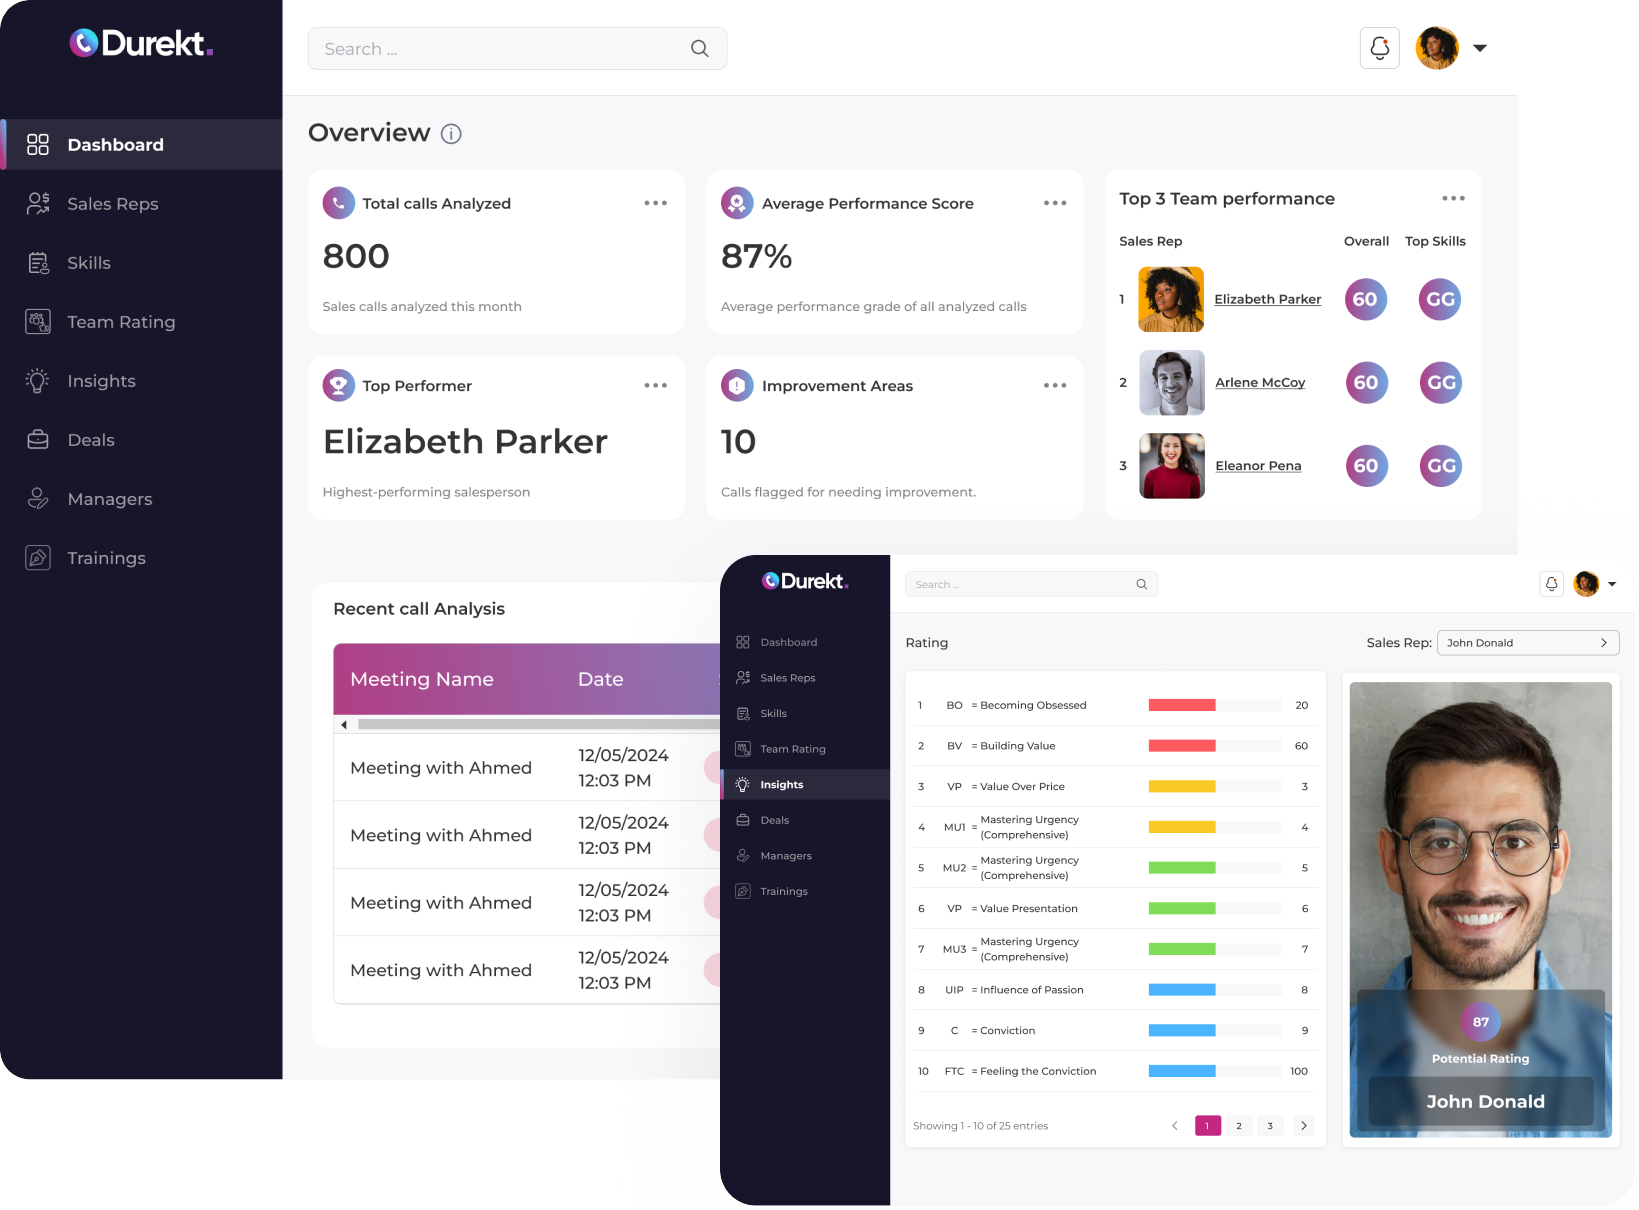 Durekt.
Search ...
Dashboard
Sales Reps
Skills
Team Rating
Insights
Deals
Managers
Trainings
Overview
Total calls Analyzed
800
Sales calls analyzed this month
Average Performance Score
87%
Average performance grade of all analyzed calls
Top Performer
Elizabeth Parker
Highest-performing salesperson
Improvement Areas
10
Calls flagged for needing improvement.
Top 3 Team performance
Sales Rep Overall Top Skills
1 Elizabeth Parker 60 GG
2 Arlene McCoy 60 GG
3 Eleanor Pena 60 GG
Recent call Analysis
Meeting Name Date
Meeting with Ahmed 12/05/2024
12:03 PM
Meeting with Ahmed 12/05/2024
12:03 PM
Meeting with Ahmed 12/05/2024
12:03 PM
Meeting with Ahmed 12/05/2024
12:03 PM
Durekt.
Search ...
Dashboard
Sales Reps
Skills
Team Rating
Insights
Deals
Managers
Trainings
Rating
Sales Rep: John Donald
1 BO = Becoming Obsessed 20
2 BV = Building Value 60
3 VP = Value Over Price 3
4 MU1 = Mastering Urgency
(Comprehensive) 4
5 MU2 = Mastering Urgency
(Comprehensive) 5
6 VP = Value Presentation 6
7 MU3 = Mastering Urgency
(Comprehensive) 7
8 UIP = Influence of Passion 8
9 C = Conviction 9
10 FTC = Feeling the Conviction 100
Showing 1 - 10 of 25 entries
1 2 3
87
Potential Rating
John Donald